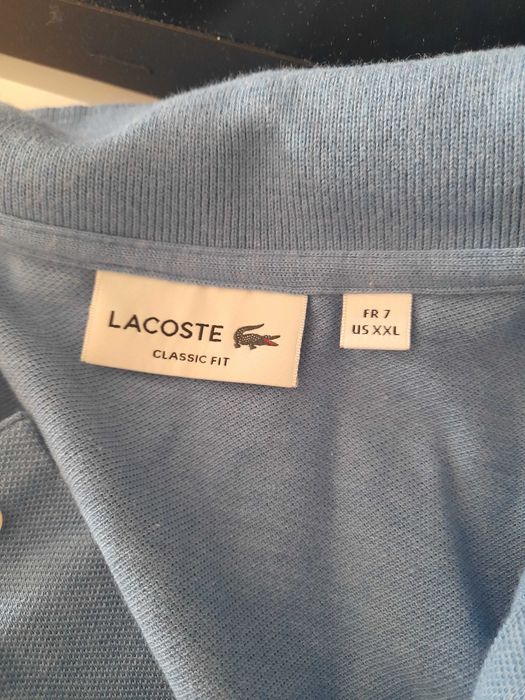 LACOSTE
CLASSIC FIT
FR 7
US XXL